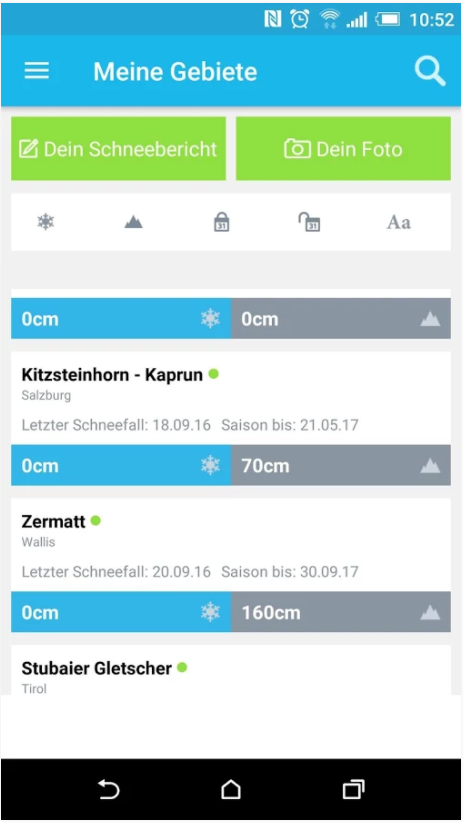 10:52
Meine Gebiete
Dein Schneebericht
Dein Foto
31
31
Aa
0cm
0cm
Kitzsteinhorn - Kaprun
Salzburg
Letzter Schneefall: 18.09.16 Saison bis: 21.05.17
0cm
70cm
Zermatt
Wallis
Letzter Schneefall: 20.09.16 Saison bis: 30.09.17
0cm
160cm
Stubaier Gletscher
Tirol